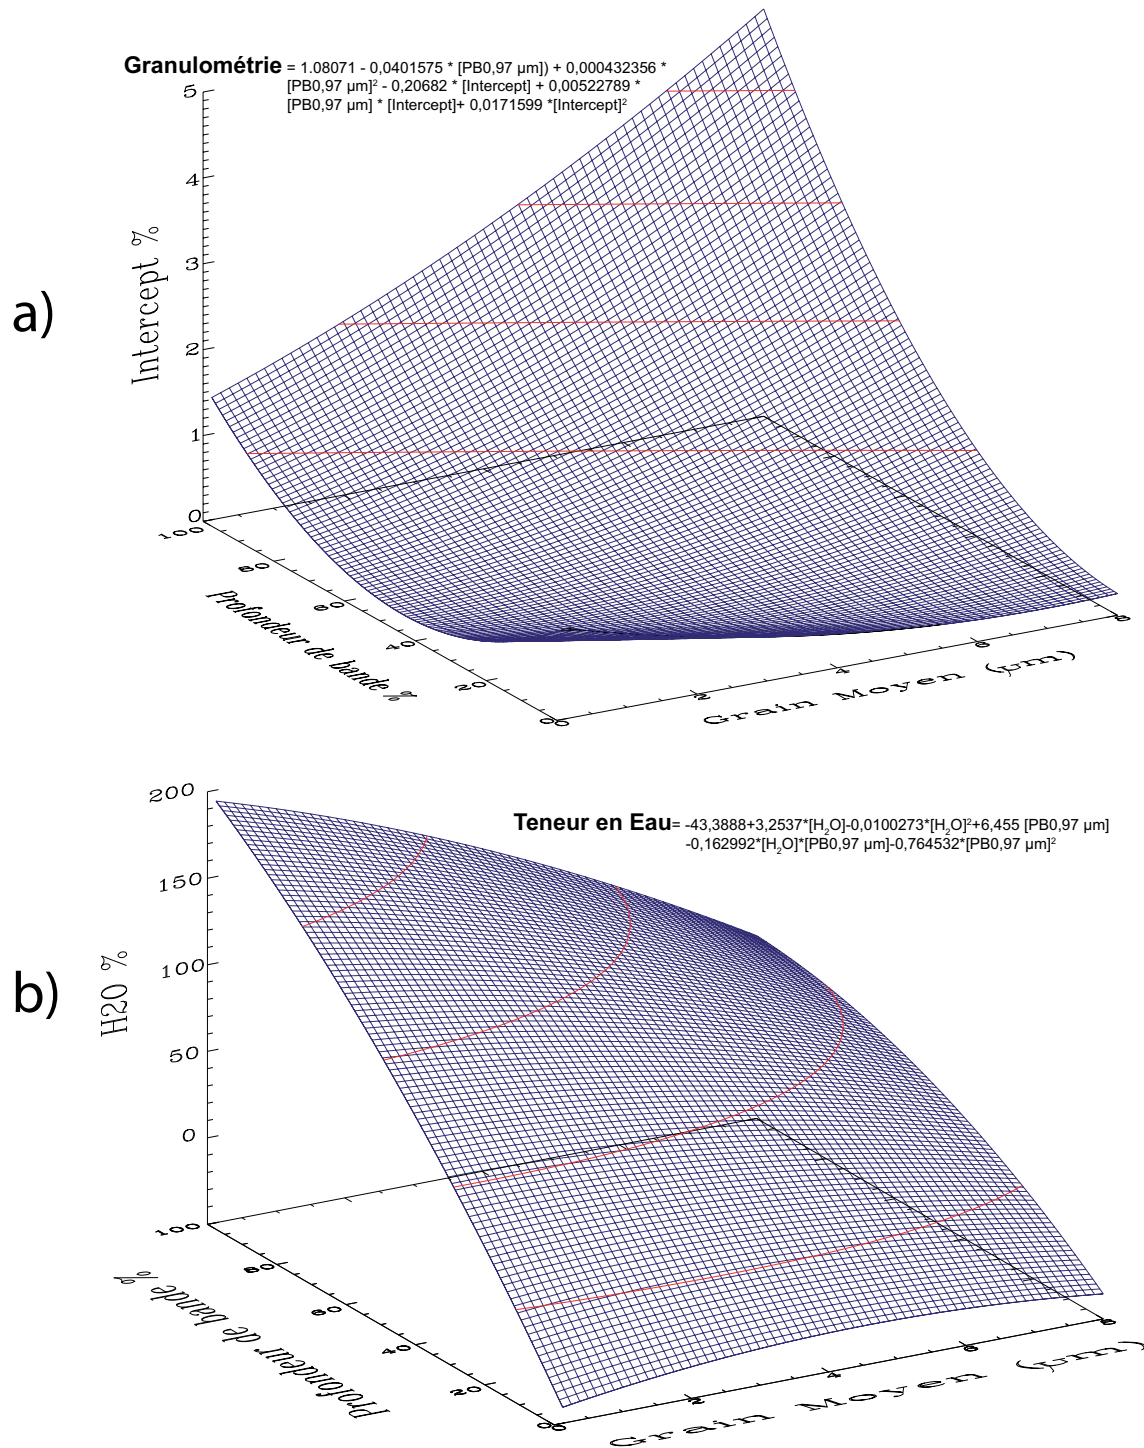 Granulométrie = 1.08071 - 0,0401575 * [PB0,97 µm]) + 0,000432356 *
[PB0,97 µm]² - 0,20682 * [Intercept] + 0,00522789 *
[PB0,97 µm] * [Intercept]+ 0,0171599 *[Intercept]²
5
4
3
2
1
0
Intercept %
a)
100
80
60
40
20
0
Profondeur de bande %
0
2
4
6
8
Grain Moyen (µm)
Teneur en Eau= -43,3888+3,2537*[H₂O]-0,0100273*[H₂O]²+6,455 [PB0,97 µm]
-0,162992*[H₂O]*[PB0,97 µm]-0,764532*[PB0,97 µm]²
200
150
100
50
0
H2O %
b)
100
80
60
40
20
0
Profondeur de bande %
0
2
4
6
8
Grain Moyen (µm)